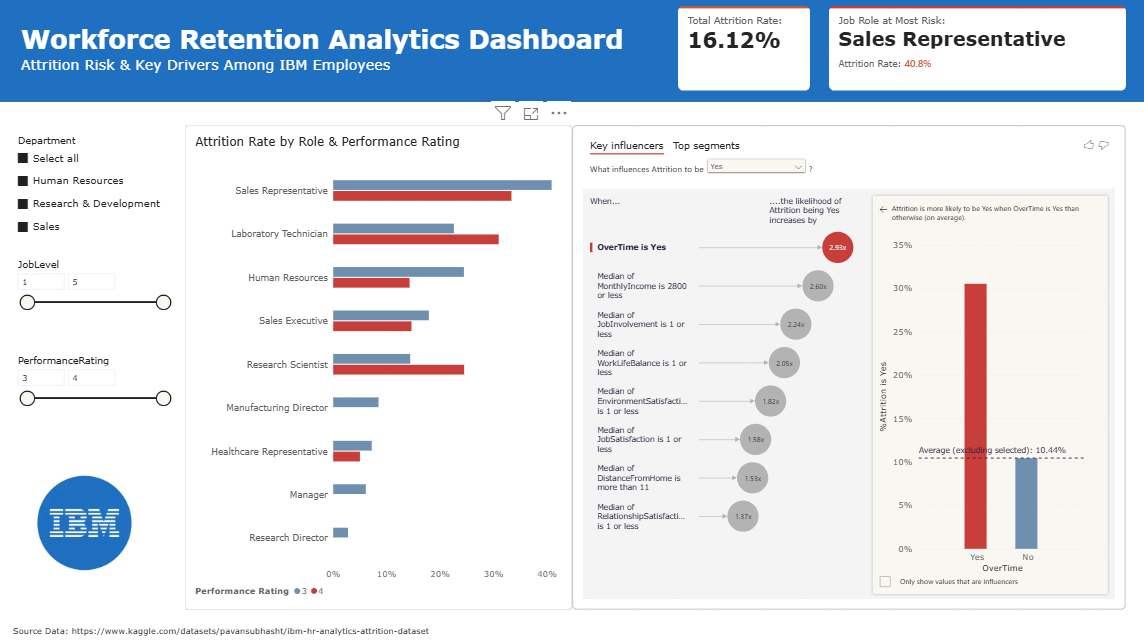 Workforce Retention Analytics Dashboard
Attrition Risk & Key Drivers Among IBM Employees
Total Attrition Rate:
16.12%
Job Role at Most Risk:
Sales Representative
Attrition Rate: 40.8%
Department
Select all
Human Resources
Research & Development
Sales
JobLevel
1 5
PerformanceRating
3 4
IBM
Attrition Rate by Role & Performance Rating
Sales Representative
Laboratory Technician
Human Resources
Sales Executive
Research Scientist
Manufacturing Director
Healthcare Representative
Manager
Research Director
0% 10% 20% 30% 40%
Performance Rating 3 4
Key influencers Top segments
What influences Attrition to be Yes ?
When...
....the likelihood of
Attrition being Yes
increases by
OverTime is Yes
2.93x
Median of
MonthlyIncome is 2800
or less
2.60x
Median of
JobInvolvement is 1 or
less
2.24x
Median of
WorkLifeBalance is 1 or
less
2.05x
Median of
EnvironmentSatisfacti...
is 1 or less
1.82x
Median of
JobSatisfaction is 1 or
less
1.58x
Median of
DistanceFromHome is
more than 11
1.53x
Median of
RelationshipSatisfacti...
is 1 or less
1.37x
Attrition is more likely to be Yes when OverTime is Yes than
otherwise (on average).
%Attrition is Yes
35%
30%
25%
20%
15%
Average (excluding selected): 10.44%
10%
5%
0%
Yes No
OverTime
Only show values that are influencers
Source Data: https://www.kaggle.com/datasets/pavansubhasht/ibm-hr-analytics-attrition-dataset